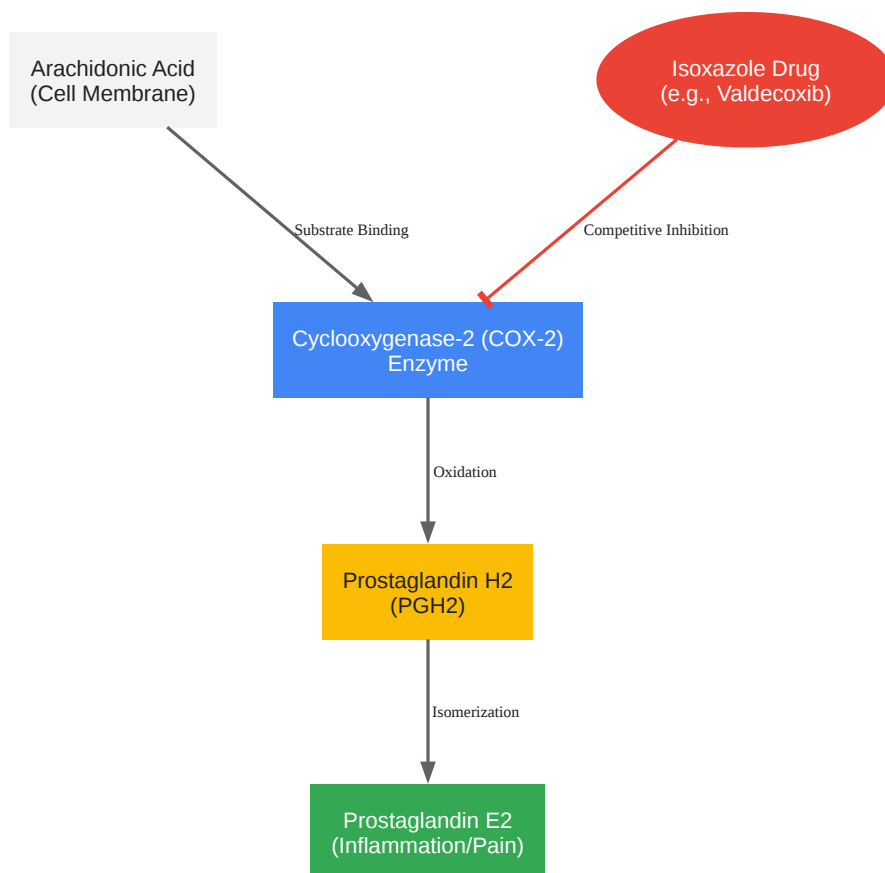 Arachidonic Acid
(Cell Membrane)
Isoxazole Drug
(e.g., Valdecoxib)
Substrate Binding
Competitive Inhibition
Cyclooxygenase-2 (COX-2)
Enzyme
Oxidation
Prostaglandin H2
(PGH2)
Isomerization
Prostaglandin E2
(Inflammation/Pain)